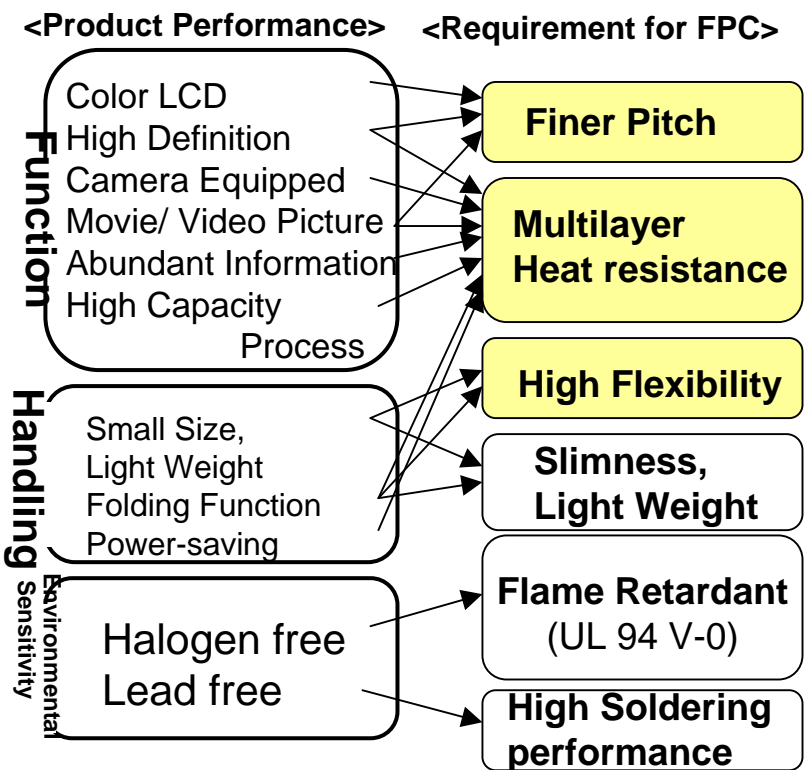 <Product Performance>
<Requirement for FPC>
Function
Color LCD
High Definition
Camera Equipped
Movie/ Video Picture
Abundant Information
High Capacity
Process
Handling
Small Size,
Light Weight
Folding Function
Power-saving
Environmental
Sensitivity
Halogen free
Lead free
Finer Pitch
Multilayer
Heat resistance
High Flexibility
Slimness,
Light Weight
Flame Retardant
(UL 94 V-0)
High Soldering
performance